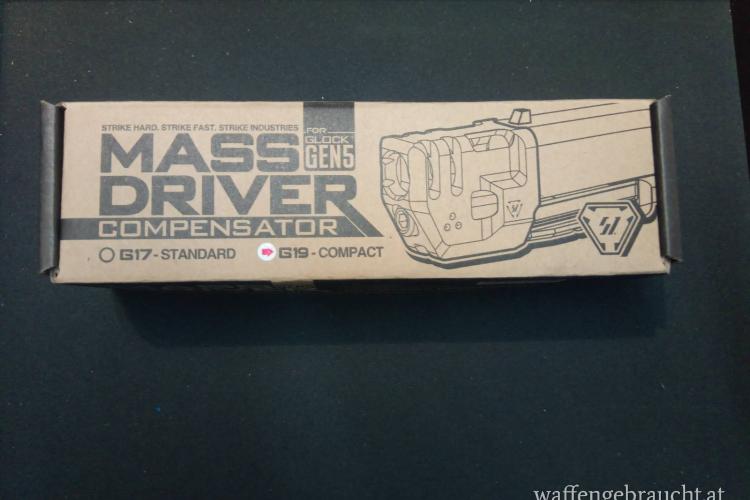 STRIKE HARD. STRIKE FAST. STRIKE INDUSTRIES
FOR
GLOCK
GEN5
MASS
DRIVER
COMPENSATOR
G17 - STANDARD
G19 - COMPACT
waffengebraucht.at